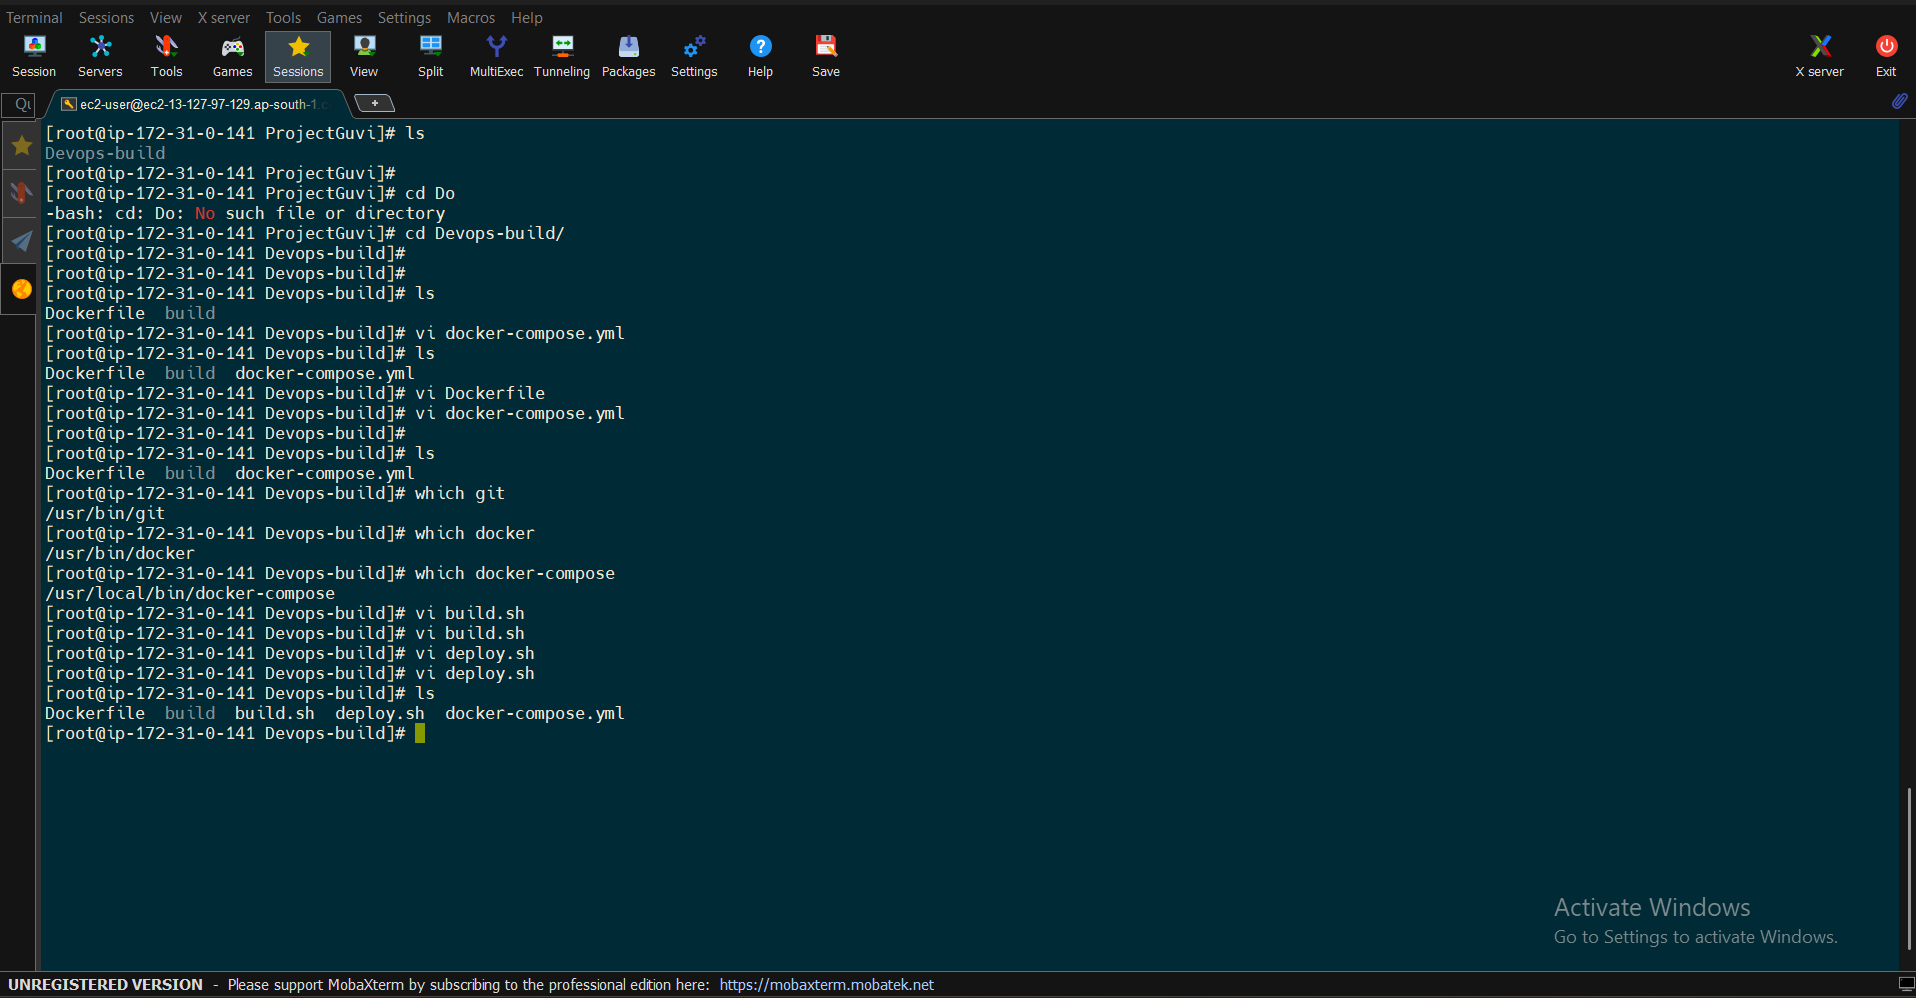 Terminal Sessions View X server Tools Games Settings Macros Help
Session Servers Tools Games Sessions View Split MultiExec Tunneling Packages Settings Help Save X server Exit
Qu ec2-user@ec2-13-127-97-129.ap-south-1.c
[root@ip-172-31-0-141 ProjectGuvi]# ls
Devops-build
[root@ip-172-31-0-141 ProjectGuvi]#
[root@ip-172-31-0-141 ProjectGuvi]# cd Do
-bash: cd: Do: No such file or directory
[root@ip-172-31-0-141 ProjectGuvi]# cd Devops-build/
[root@ip-172-31-0-141 Devops-build]#
[root@ip-172-31-0-141 Devops-build]#
[root@ip-172-31-0-141 Devops-build]# ls
Dockerfile  build
[root@ip-172-31-0-141 Devops-build]# vi docker-compose.yml
[root@ip-172-31-0-141 Devops-build]# ls
Dockerfile  build  docker-compose.yml
[root@ip-172-31-0-141 Devops-build]# vi Dockerfile
[root@ip-172-31-0-141 Devops-build]# vi docker-compose.yml
[root@ip-172-31-0-141 Devops-build]#
[root@ip-172-31-0-141 Devops-build]# ls
Dockerfile  build  docker-compose.yml
[root@ip-172-31-0-141 Devops-build]# which git
/usr/bin/git
[root@ip-172-31-0-141 Devops-build]# which docker
/usr/bin/docker
[root@ip-172-31-0-141 Devops-build]# which docker-compose
/usr/local/bin/docker-compose
[root@ip-172-31-0-141 Devops-build]# vi build.sh
[root@ip-172-31-0-141 Devops-build]# vi build.sh
[root@ip-172-31-0-141 Devops-build]# vi deploy.sh
[root@ip-172-31-0-141 Devops-build]# vi deploy.sh
[root@ip-172-31-0-141 Devops-build]# ls
Dockerfile  build  build.sh  deploy.sh  docker-compose.yml
[root@ip-172-31-0-141 Devops-build]#
Activate Windows
Go to Settings to activate Windows.
UNREGISTERED VERSION - Please support MobaXterm by subscribing to the professional edition here: https://mobaxterm.mobatek.net